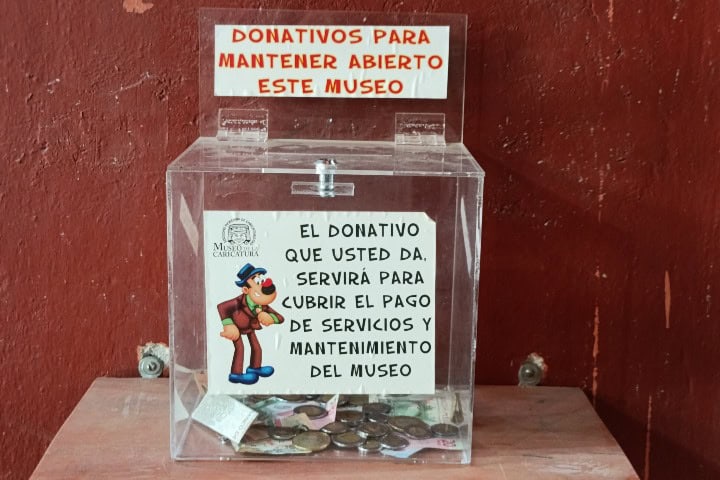 DONATIVOS PARA
MANTENER ABIERTO
ESTE MUSEO
EL DONATIVO
QUE USTED DA,
SERVIRÁ PARA
CUBRIR EL PAGO
DE SERVICIOS Y
MANTENIMIENTO
DEL MUSEO
MUSEO DE LA
CARICATURA